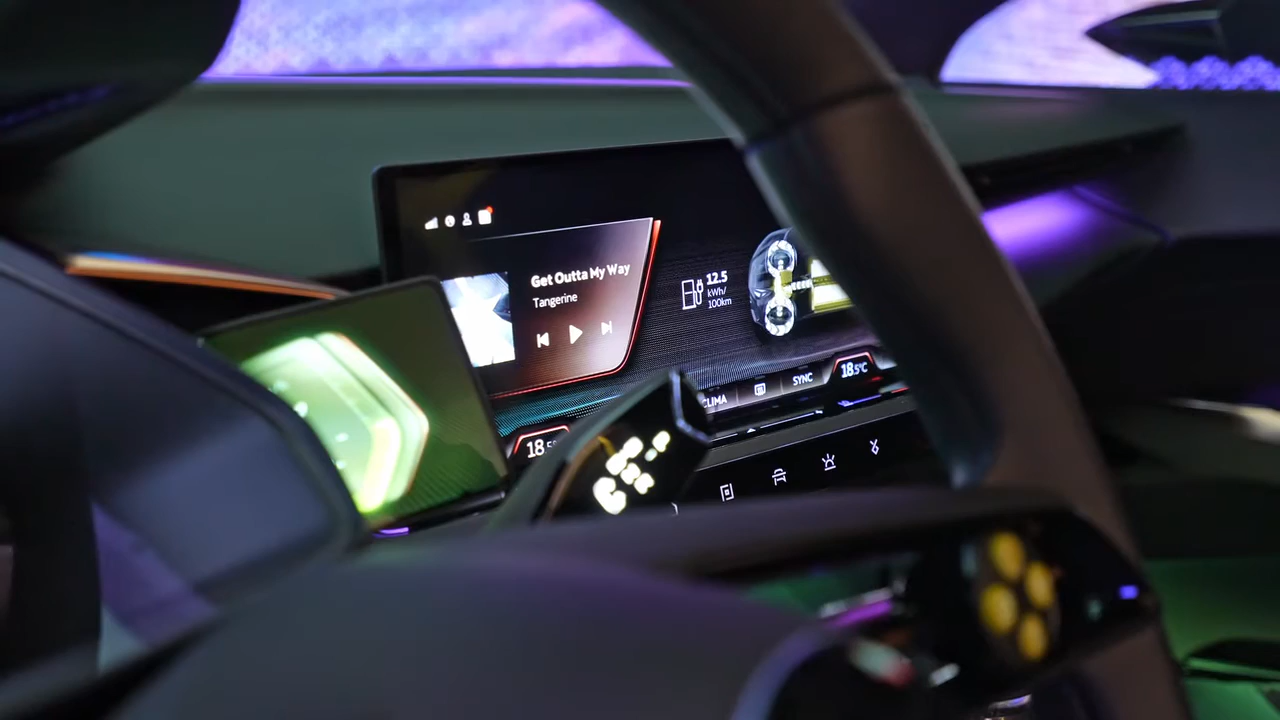 Get Outta My Way
Tangerine
12.5
kWh/
100km
CLIMA
SYNC
18.5°C
18.5°